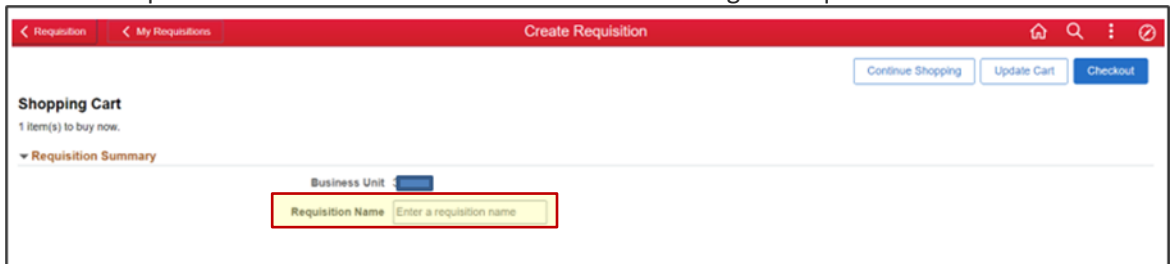 Requisition
My Requisitions
Create Requisition
Continue Shopping
Update Cart
Checkout
Shopping Cart
1 item(s) to buy now.
Requisition Summary
Business Unit
Requisition Name
Enter a requisition name